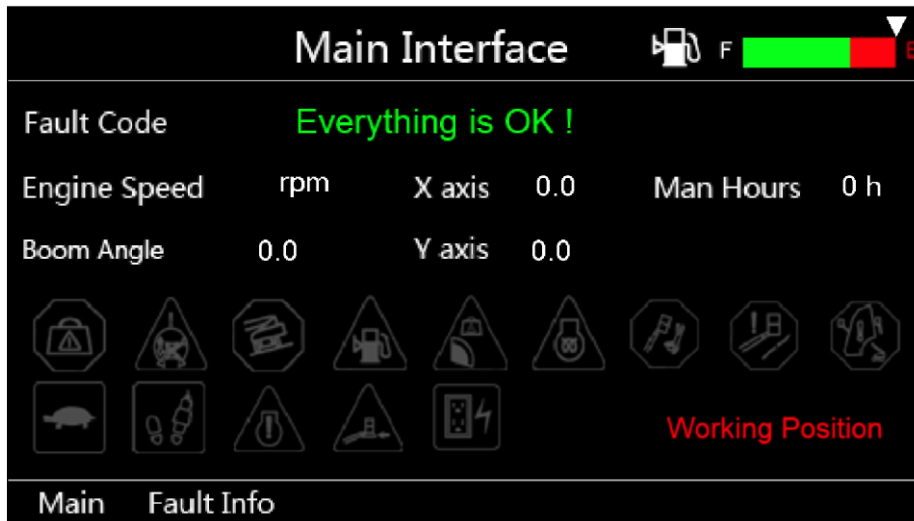 Main Interface F E
Fault Code Everything is OK !
Engine Speed rpm X axis 0.0 Man Hours 0 h
Boom Angle 0.0 Y axis 0.0
Working Position
Main Fault Info